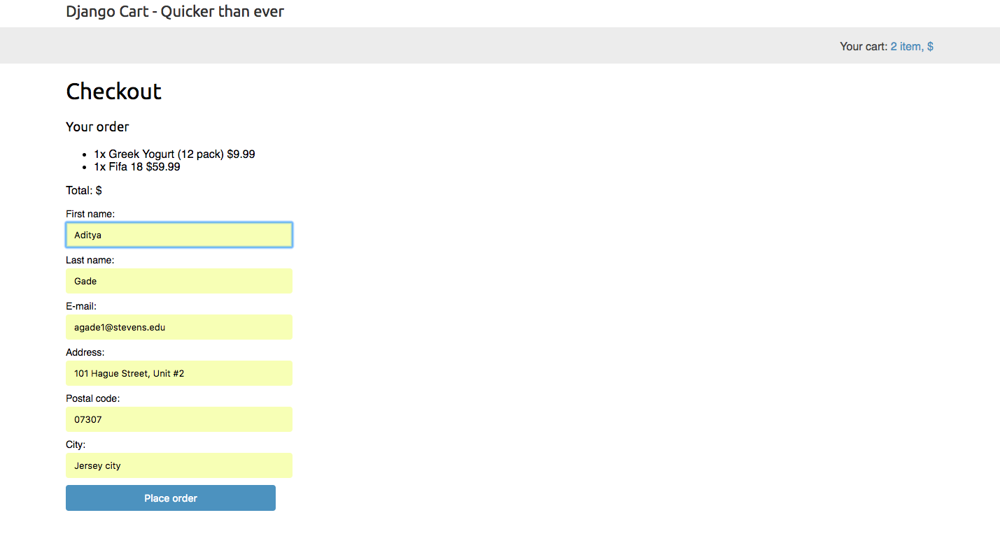 Django Cart - Quicker than ever
Your cart: 2 item, $
Checkout
Your order
• 1x Greek Yogurt (12 pack) $9.99
• 1x Fifa 18 $59.99
Total: $
First name:
Aditya
Last name:
Gade
E-mail:
agade1@stevens.edu
Address:
101 Hague Street, Unit #2
Postal code:
07307
City:
Jersey city
Place order